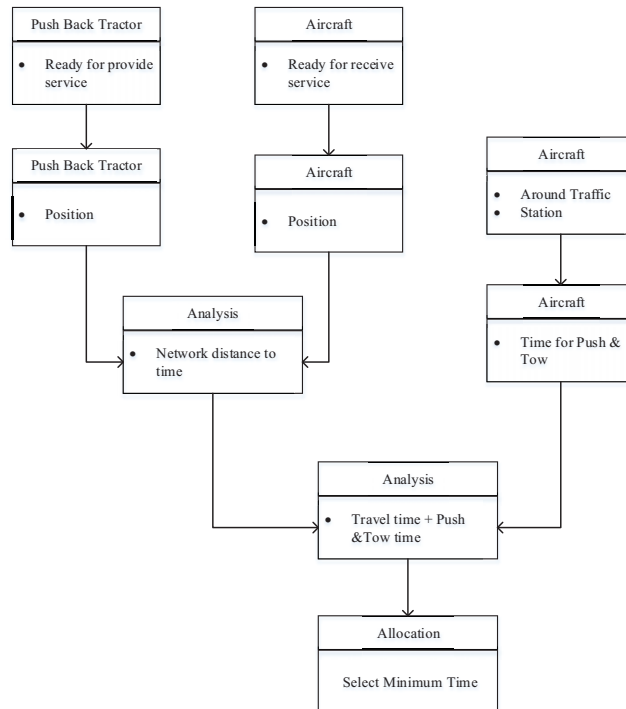 Push Back Tractor
• Ready for provide
service
Aircraft
• Ready for receive
service
Push Back Tractor
• Position
Aircraft
• Position
Aircraft
• Around Traffic
• Station
Analysis
• Network distance to
time
Aircraft
• Time for Push &
Tow
Analysis
• Travel time + Push
&Tow time
Allocation
Select Minimum Time